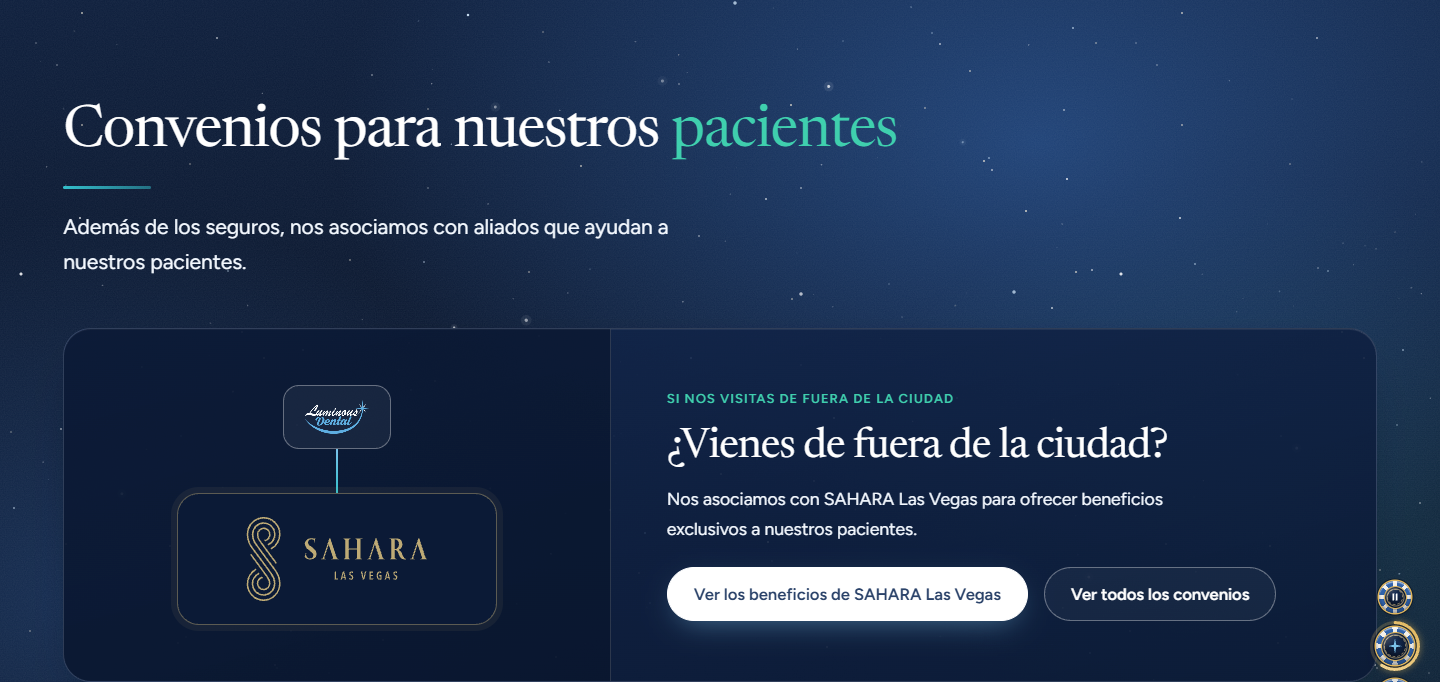 Convenios para nuestros pacientes
Además de los seguros, nos asociamos con aliados que ayudan a
nuestros pacientes.
Luminous
Dental
SAHARA
LAS VEGAS
SI NOS VISITAS DE FUERA DE LA CIUDAD
¿Vienes de fuera de la ciudad?
Nos asociamos con SAHARA Las Vegas para ofrecer beneficios
exclusivos a nuestros pacientes.
Ver los beneficios de SAHARA Las Vegas
Ver todos los convenios